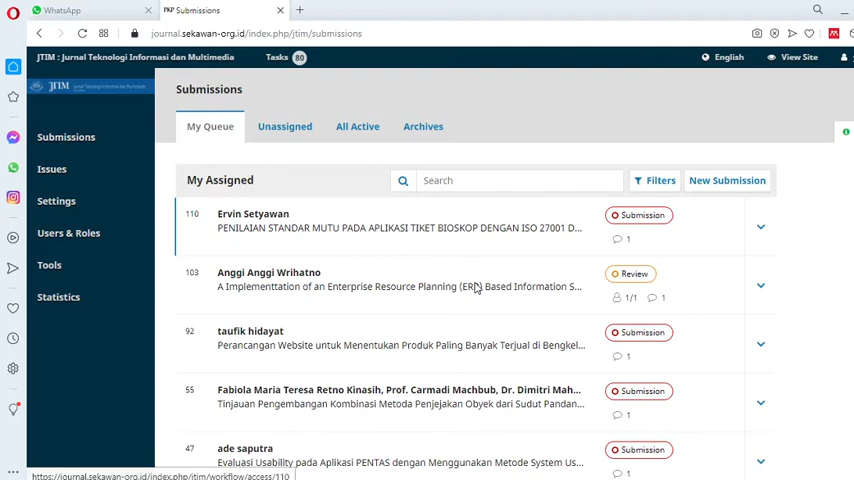 WhatsApp
PKP Submissions
journal.sekawan-org.id/index.php/jtim/submissions
JTIM : Jurnal Teknologi Informasi dan Multimedia
Tasks 80
English
View Site
JTIM
Submissions
Issues
Settings
Users & Roles
Tools
Statistics
Submissions
My Queue
Unassigned
All Active
Archives
My Assigned
Search
Filters
New Submission
110
Ervin Setyawan
PENILAIAN STANDAR MUTU PADA APLIKASI TIKET BIOSKOP DENGAN ISO 27001 D...
Submission
1
103
Anggi Anggi Wrihatno
A Implementtation of an Enterprise Resource Planning (ERP) Based Information S...
Review
1/1 1
92
taufik hidayat
Perancangan Website untuk Menentukan Produk Paling Banyak Terjual di Bengkel...
Submission
1
55
Fabiola Maria Teresa Retno Kinasih, Prof. Carmadi Machbub, Dr. Dimitri Mah...
Tinjauan Pengembangan Kombinasi Metoda Penjejakan Obyek dari Sudut Pandan...
Submission
1
47
ade saputra
Evaluasi Usability pada Aplikasi PENTAS dengan Menggunakan Metode System Us...
Submission
1
https://journal.sekawan-org.id/index.php/jtim/workflow/access/110